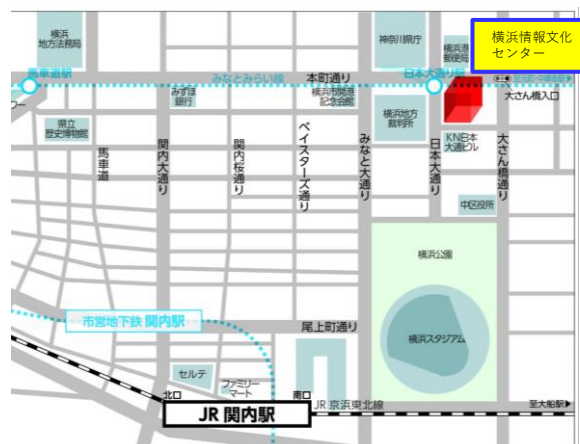 横浜
地方法務局
神奈川県庁
横浜港
郵便局
横浜情報文化
センター
馬車道駅
みなとみらい線
本町通り
日本大通り駅
みずほ
銀行
横浜市開港
記念会館
大さん橋入口
県立
歴史博物館
横浜地方
裁判所
KN日本
大通ビル
馬車道
関内大通り
関内桜通り
ベイスターズ通り
みなと大通り
日本大通り
大さん橋通り
中区役所
横浜公園
市営地下鉄 関内駅
尾上町通り
横浜スタジアム
セルテ
ファミリー
マート
北口
南口
JR 関内駅
JR 京浜東北線
至大船駅▶